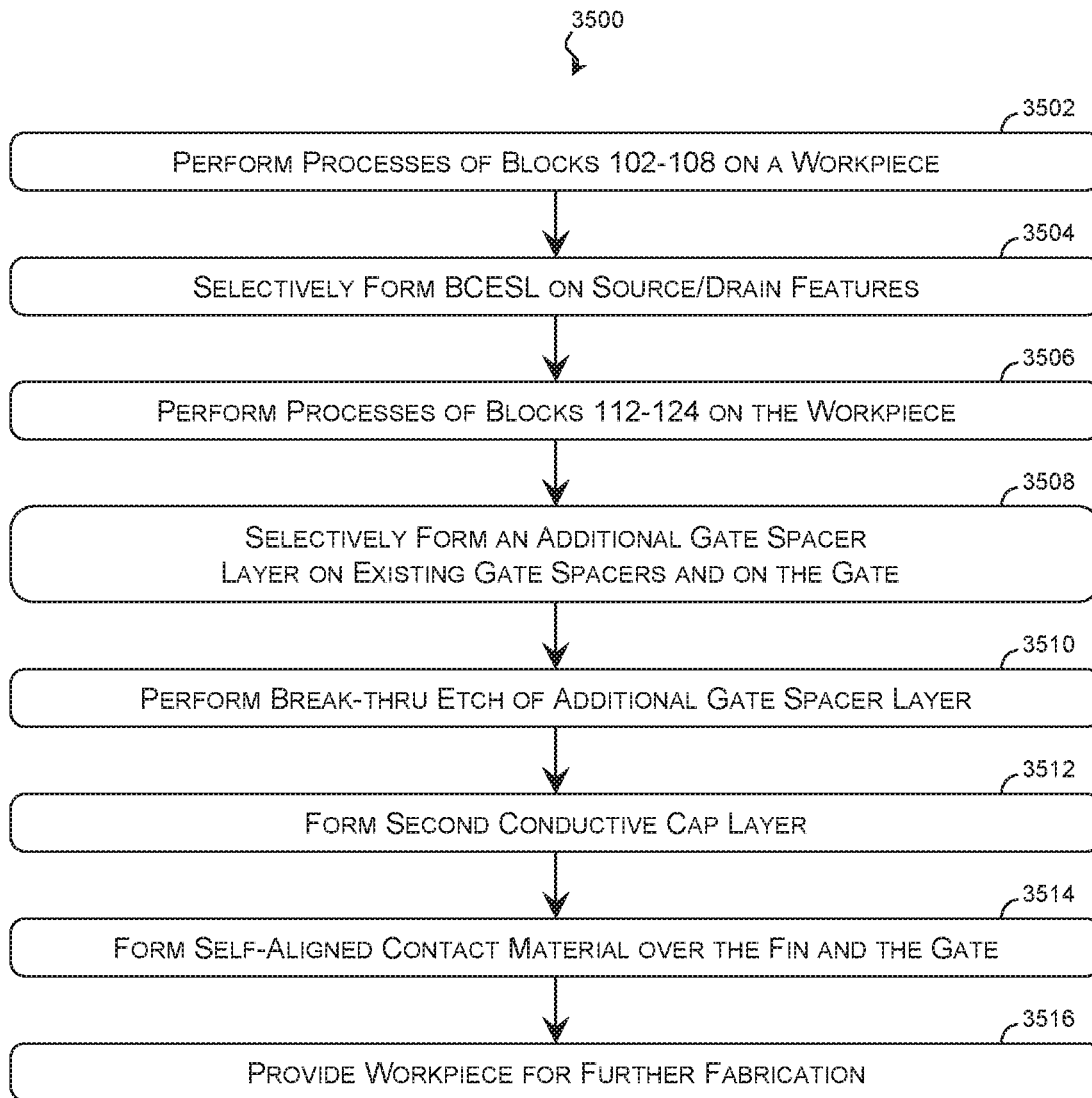 3500
3502
PERFORM PROCESSES OF BLOCKS 102-108 ON A WORKPIECE
3504
SELECTIVELY FORM BCESL ON SOURCE/DRAIN FEATURES
3506
PERFORM PROCESSES OF BLOCKS 112-124 ON THE WORKPIECE
3508
SELECTIVELY FORM AN ADDITIONAL GATE SPACER
LAYER ON EXISTING GATE SPACERS AND ON THE GATE
3510
PERFORM BREAK-THRU ETCH OF ADDITIONAL GATE SPACER LAYER
3512
FORM SECOND CONDUCTIVE CAP LAYER
3514
FORM SELF-ALIGNED CONTACT MATERIAL OVER THE FIN AND THE GATE
3516
PROVIDE WORKPIECE FOR FURTHER FABRICATION